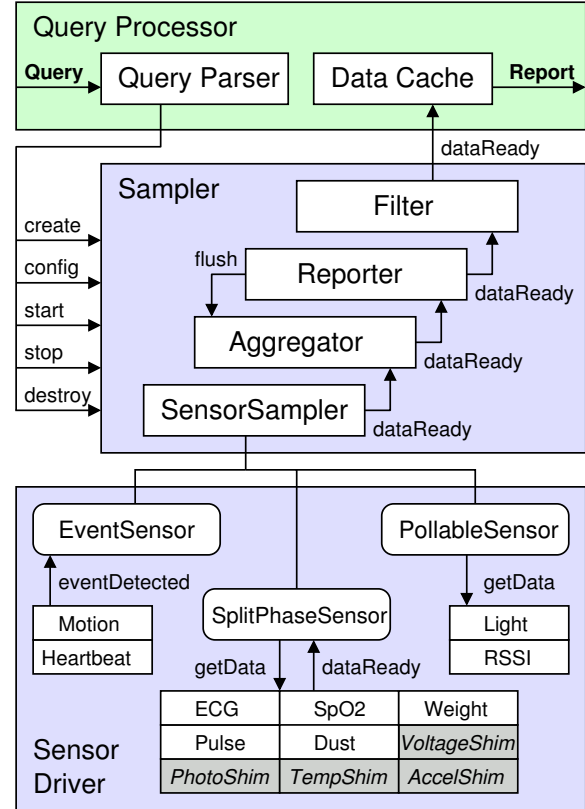 Query Processor
Query
Query Parser
Data Cache
Report
dataReady
Sampler
Filter
create
flush
Reporter
config
dataReady
start
Aggregator
stop
dataReady
destroy
SensorSampler
dataReady
EventSensor
PollableSensor
eventDetected
getData
Motion
SplitPhaseSensor
Light
Heartbeat
RSSI
getData
dataReady
ECG
SpO2
Weight
Pulse
Dust
VoltageShim
PhotoShim
TempShim
AccelShim
Sensor
Driver